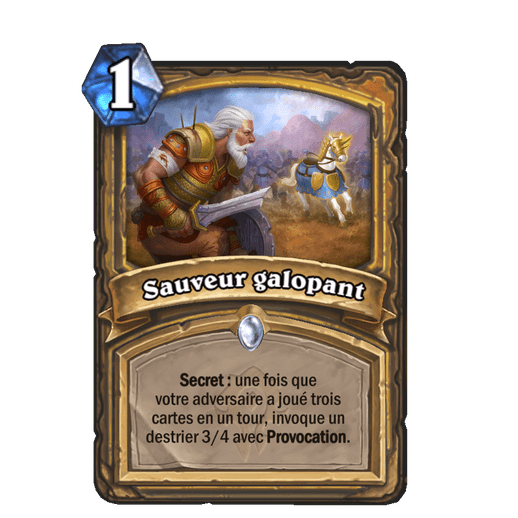 1
Sauveur galopant
Secret : une fois que
votre adversaire a joué trois
cartes en un tour, invoque un
destrier 3/4 avec Provocation.